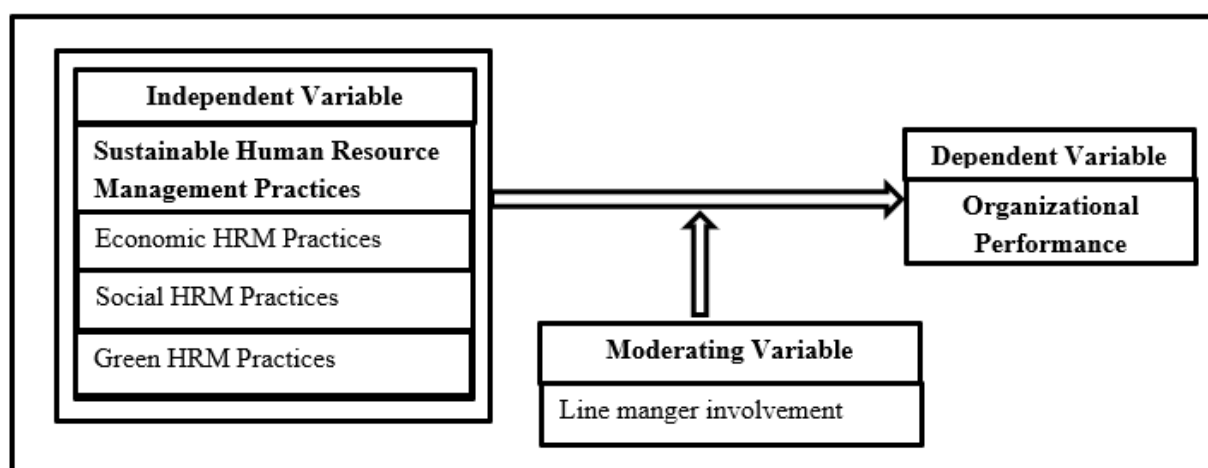 Independent Variable
Sustainable Human Resource
Management Practices
Economic HRM Practices
Social HRM Practices
Green HRM Practices
Dependent Variable
Organizational
Performance
Moderating Variable
Line manger involvement